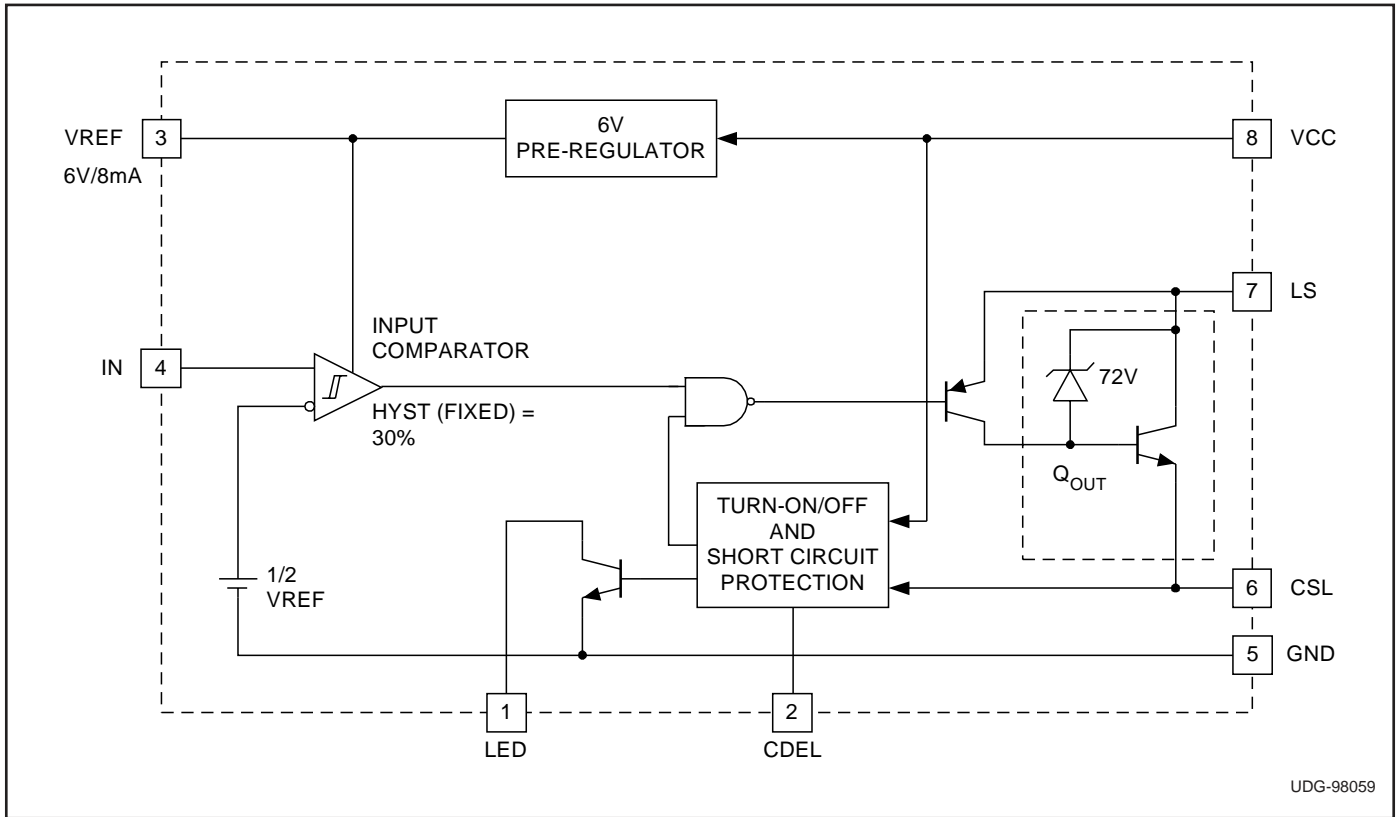 6V
PRE-REGULATOR
VREF
3
6V/8mA
8
VCC
7
LS
INPUT
COMPARATOR
IN
4
HYST (FIXED) =
30%
72V
QOUT
TURN-ON/OFF
AND
SHORT CIRCUIT
PROTECTION
1/2
VREF
6
CSL
5
GND
1
LED
2
CDEL
UDG-98059